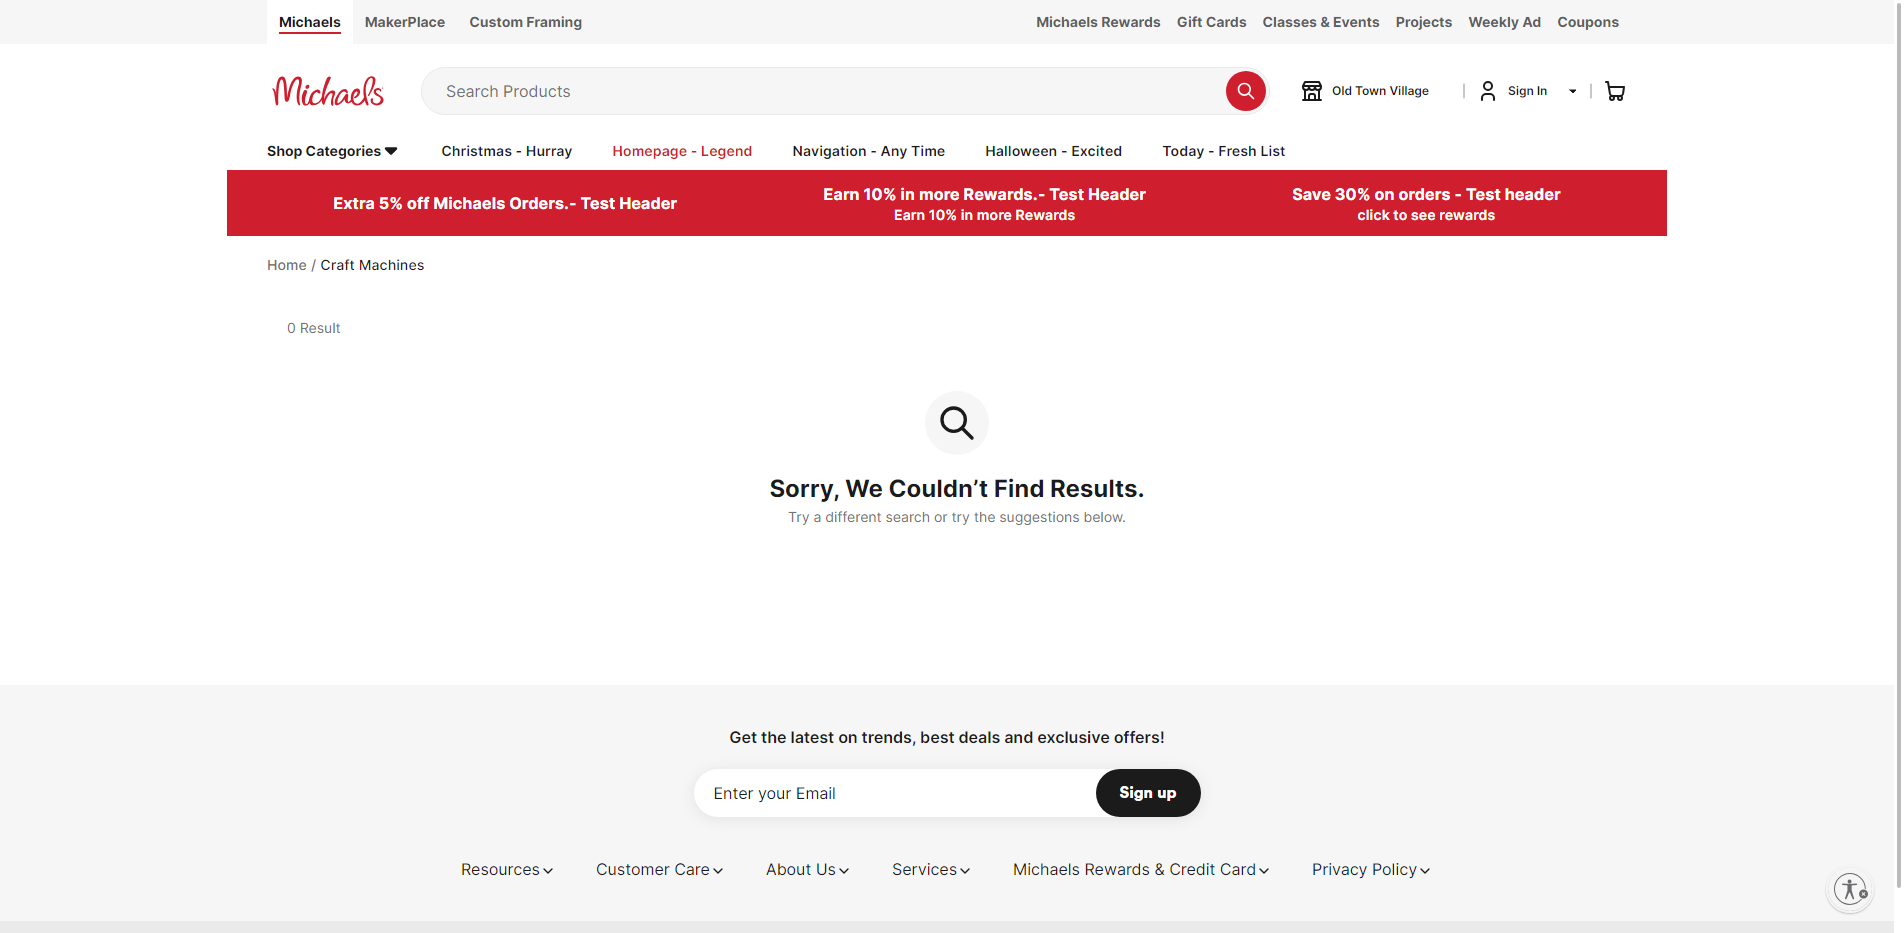 Michaels MakerPlace Custom Framing Michaels Rewards Gift Cards Classes & Events Projects Weekly Ad Coupons
Michaels Search Products Old Town Village Sign In
Shop Categories Christmas - Hurray Homepage - Legend Navigation - Any Time Halloween - Excited Today - Fresh List
Extra 5% off Michaels Orders.- Test Header
Earn 10% in more Rewards.- Test Header
Earn 10% in more Rewards
Save 30% on orders - Test header
click to see rewards
Home / Craft Machines
0 Result
Sorry, We Couldn’t Find Results.
Try a different search or try the suggestions below.
Get the latest on trends, best deals and exclusive offers!
Enter your Email Sign up
Resources Customer Care About Us Services Michaels Rewards & Credit Card Privacy Policy